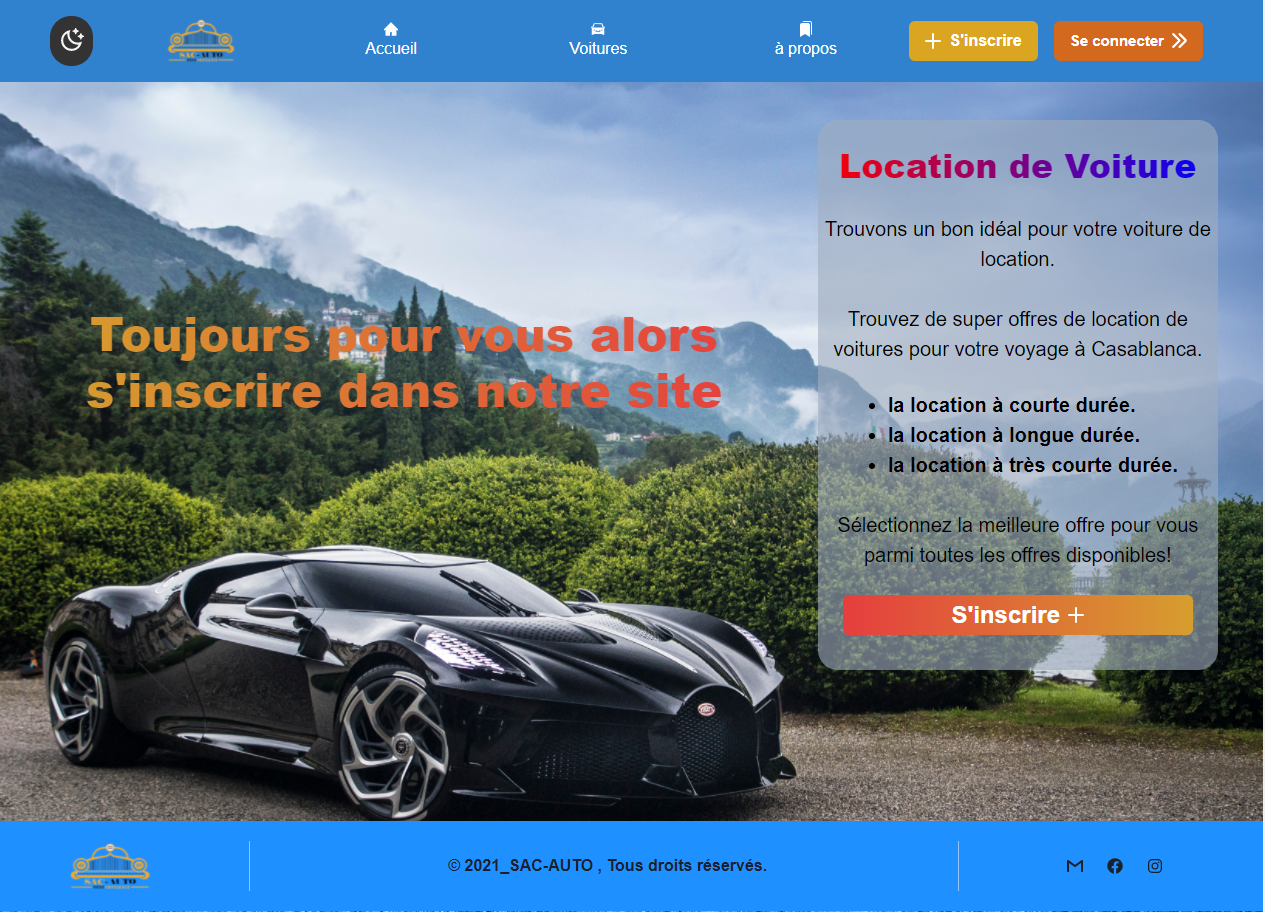 SAC-AUTO
Accueil
Voitures
à propos
S'inscrire
Se connecter
Location de Voiture
Trouvons un bon idéal pour votre voiture de
location.
Trouvez de super offres de location de
voitures pour votre voyage à Casablanca.
Toujours pour vous alors
s'inscrire dans notre site
• la location à courte durée.
• la location à longue durée.
• la location à très courte durée.
Sélectionnez la meilleure offre pour vous
parmi toutes les offres disponibles!
S'inscrire
SAC-AUTO
© 2021_SAC-AUTO , Tous droits réservés.